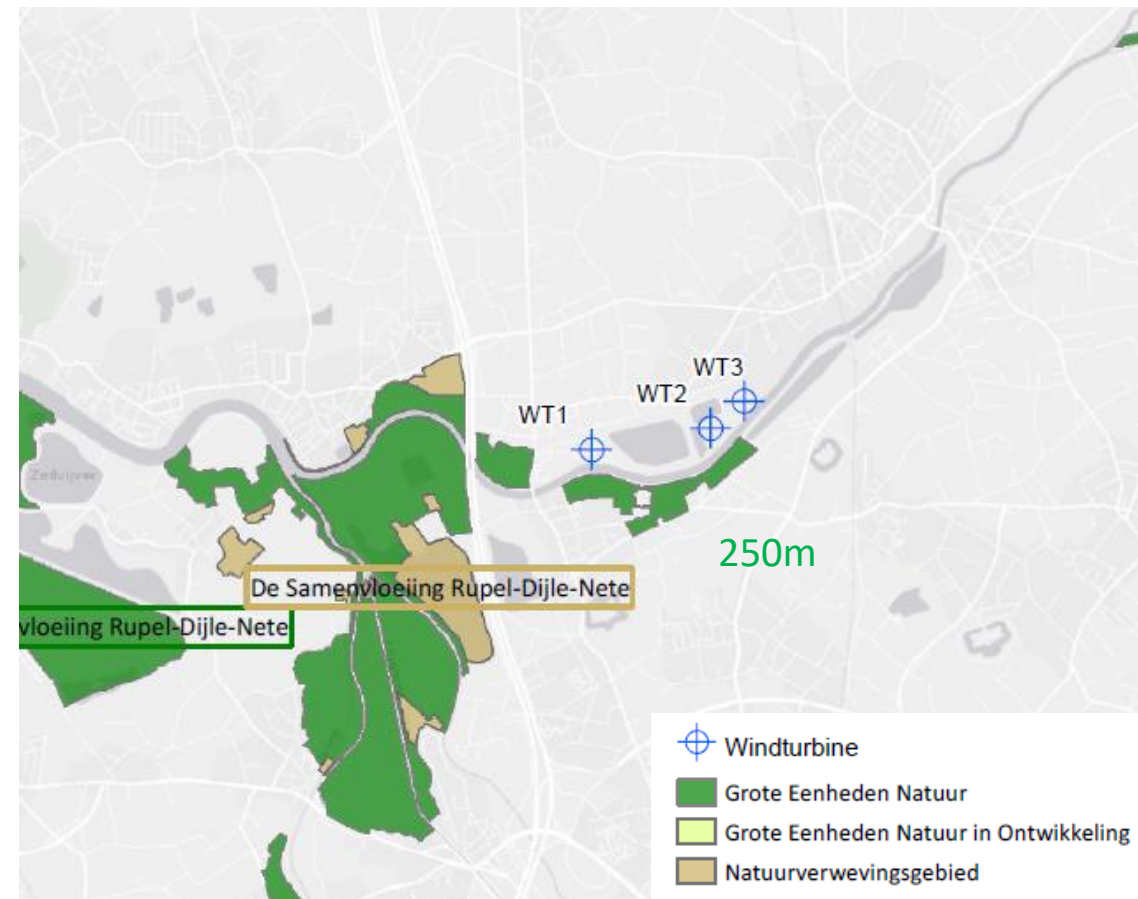 WT3
WT2
WT1
Zennevijver
250m
De Samenvloeiing Rupel-Dijle-Nete
vloeiing Rupel-Dijle-Nete
Windturbine
Grote Eenheden Natuur
Grote Eenheden Natuur in Ontwikkeling
Natuurverwevingsgebied